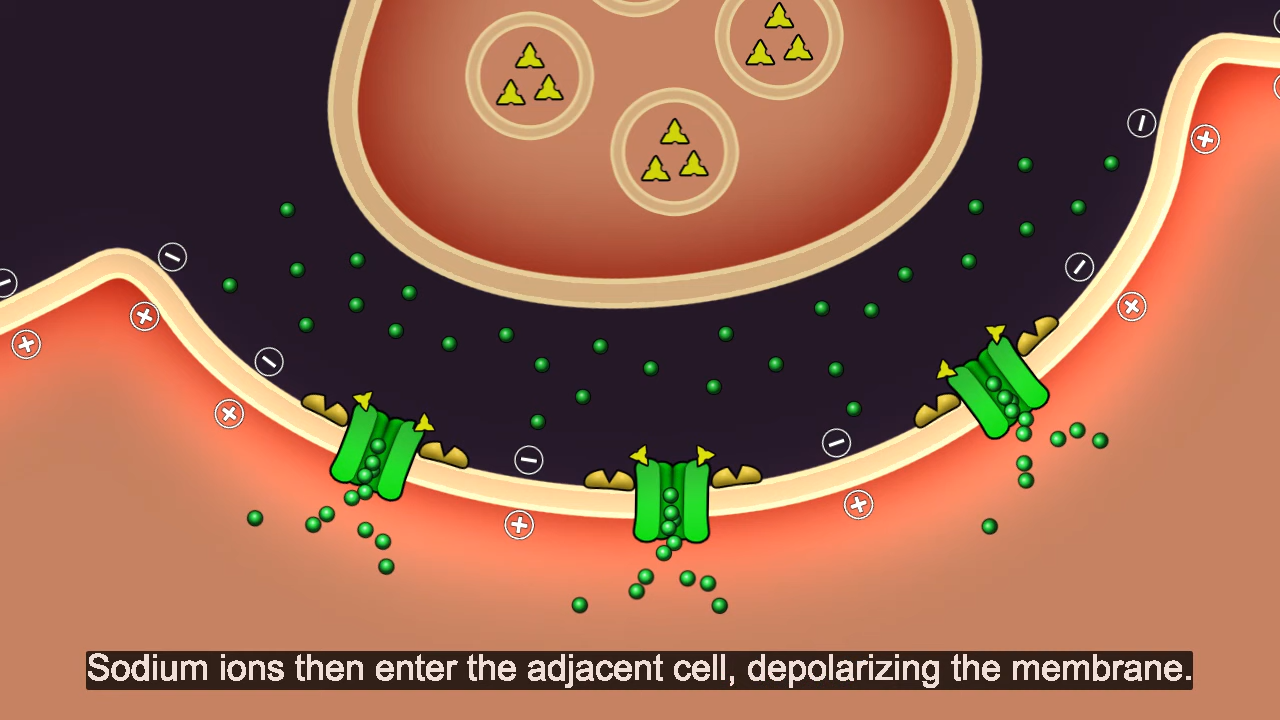 Sodium ions then enter the adjacent cell, depolarizing the membrane.